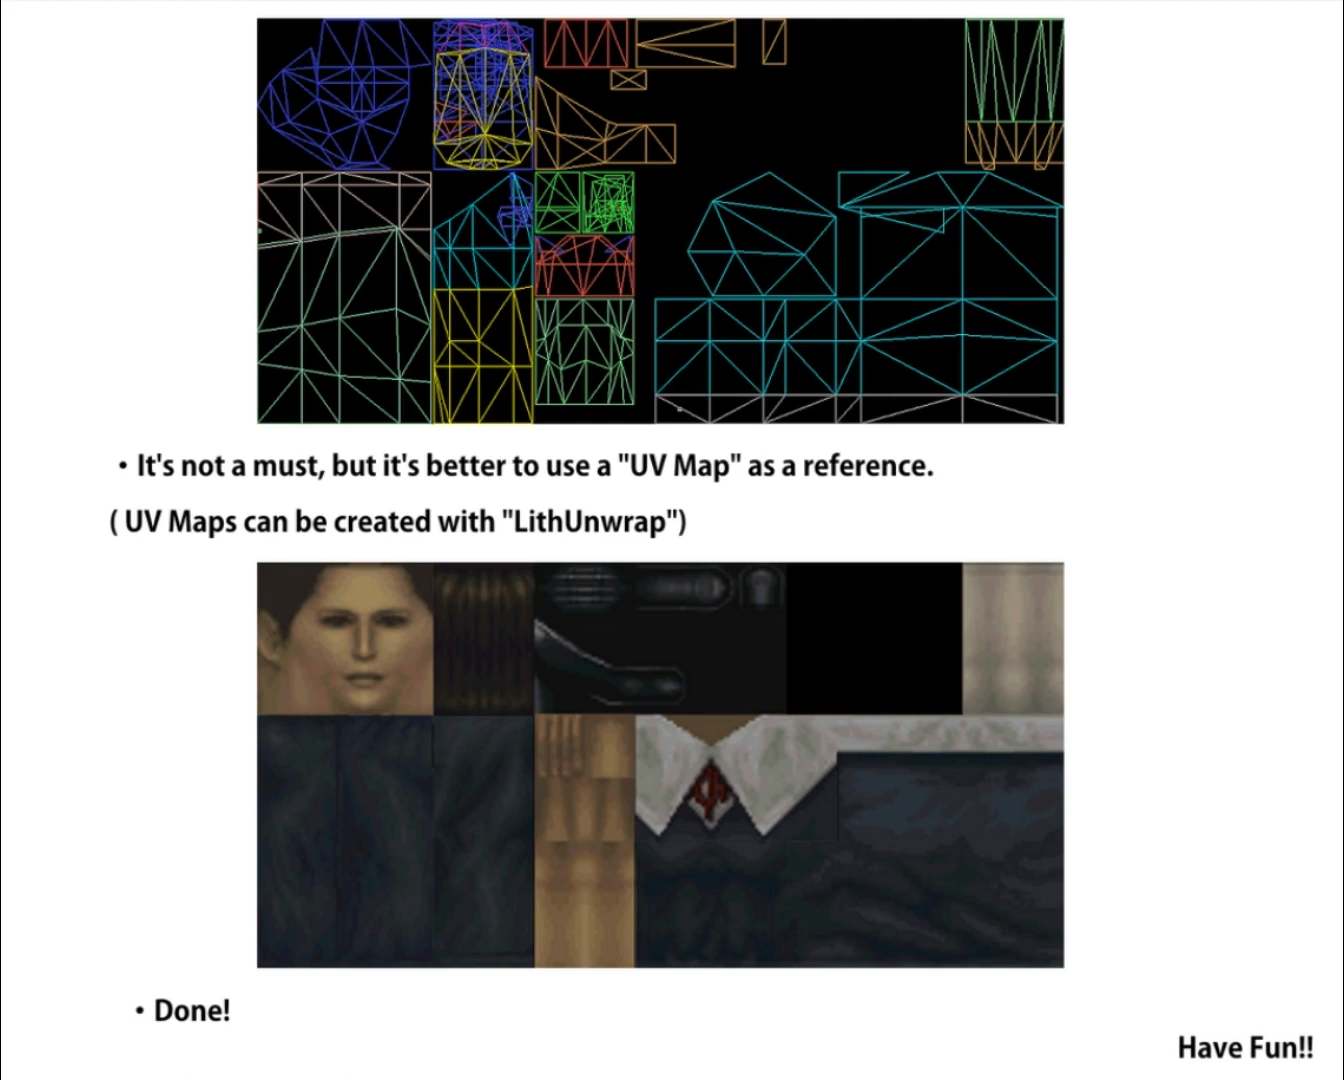 ・It's not a must, but it's better to use a "UV Map" as a reference.
( UV Maps can be created with "LithUnwrap")
・Done!
Have Fun!!